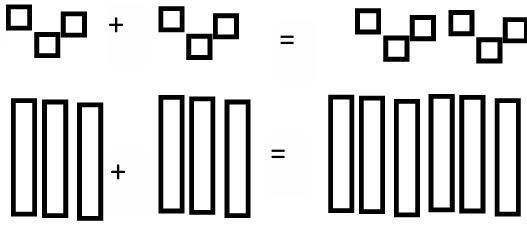 + =
+ =